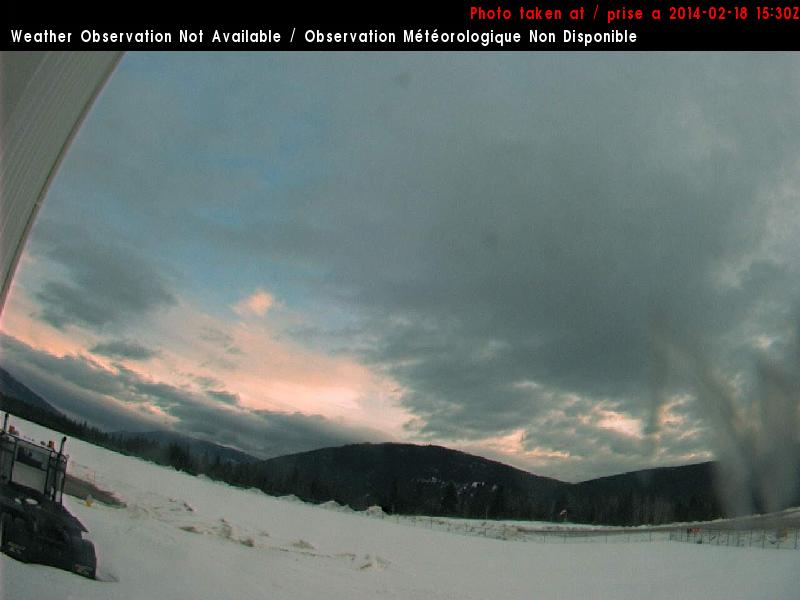 Photo taken at / prise a 2014-02-18 15:30Z
Weather Observation Not Available / Observation Météorologique Non Disponible